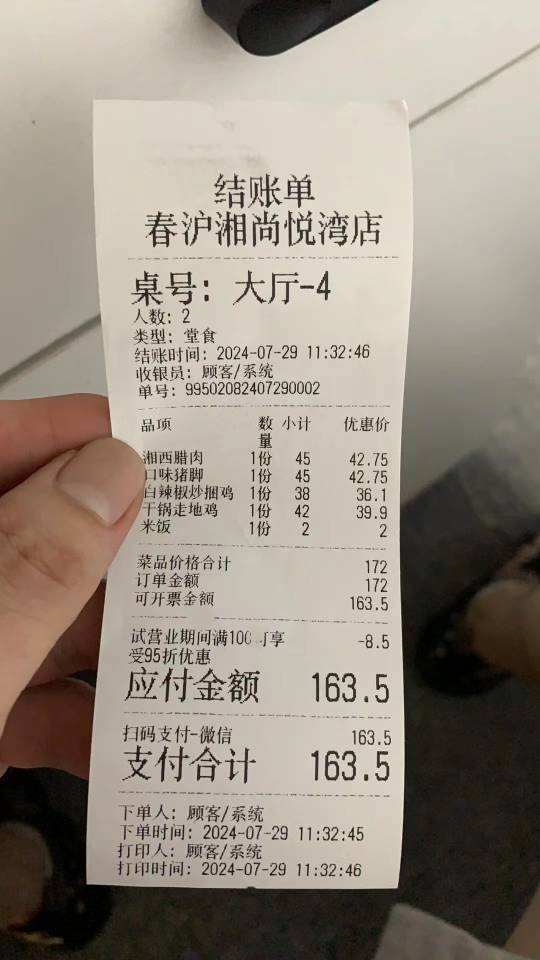 结账单
春沪湘尚悦湾店
桌号: 大厅-4
人数: 2
类型: 堂食
结账时间: 2024-07-29 11:32:46
收银员: 顾客/系统
单号: 99502082407290002
品项 数量 小计 优惠价
湘西腊肉 1份 45 42.75
口味猪脚 1份 45 42.75
白辣椒炒捆鸡 1份 38 36.1
干锅走地鸡 1份 42 39.9
米饭 1份 2 2
菜品价格合计 172
订单金额 172
可开票金额 163.5
试营业期间满100可享 -8.5
受95折优惠
应付金额 163.5
扫码支付-微信 163.5
支付合计 163.5
下单人: 顾客/系统
下单时间: 2024-07-29 11:32:45
打印人: 顾客/系统
打印时间: 2024-07-29 11:32:46